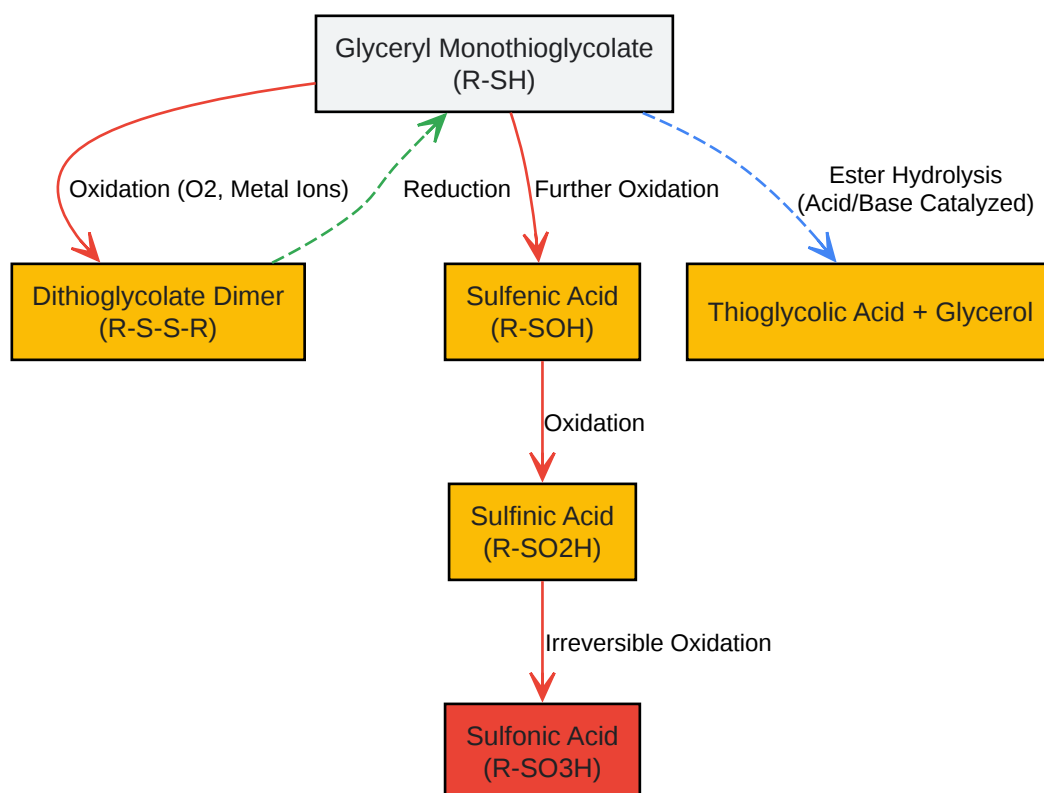 Glyceryl Monothioglycolate
(R-SH)
Oxidation (O2, Metal Ions)
Reduction
Further Oxidation
Ester Hydrolysis
(Acid/Base Catalyzed)
Dithioglycolate Dimer
(R-S-S-R)
Sulfenic Acid
(R-SOH)
Thioglycolic Acid + Glycerol
Oxidation
Sulfinic Acid
(R-SO2H)
Irreversible Oxidation
Sulfonic Acid
(R-SO3H)